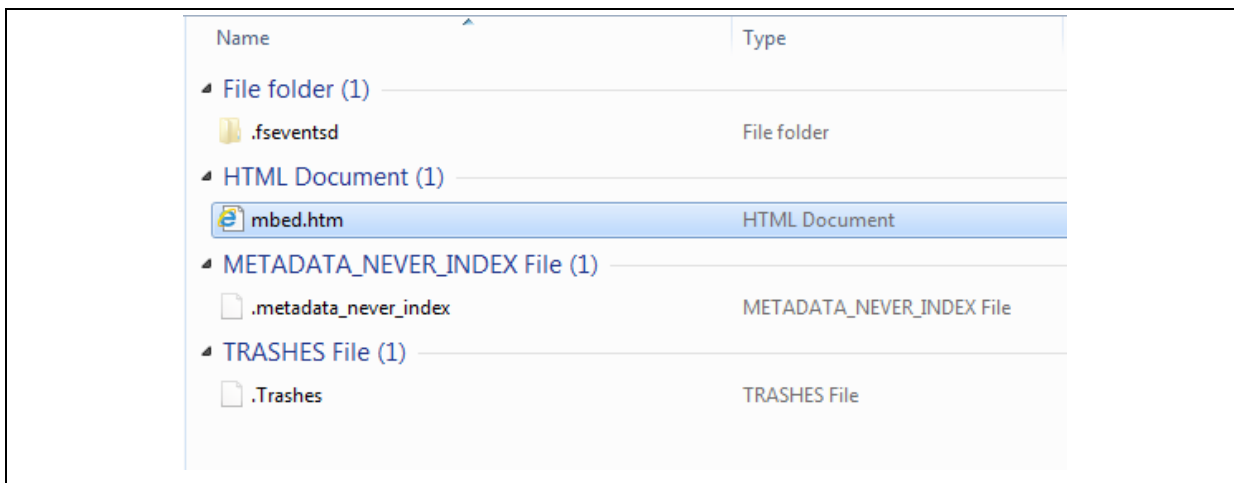 Name Type
File folder (1)
.fseventsd File folder
HTML Document (1)
mbed.htm HTML Document
METADATA_NEVER_INDEX File (1)
.metadata_never_index METADATA_NEVER_INDEX File
TRASHES File (1)
.Trashes TRASHES File